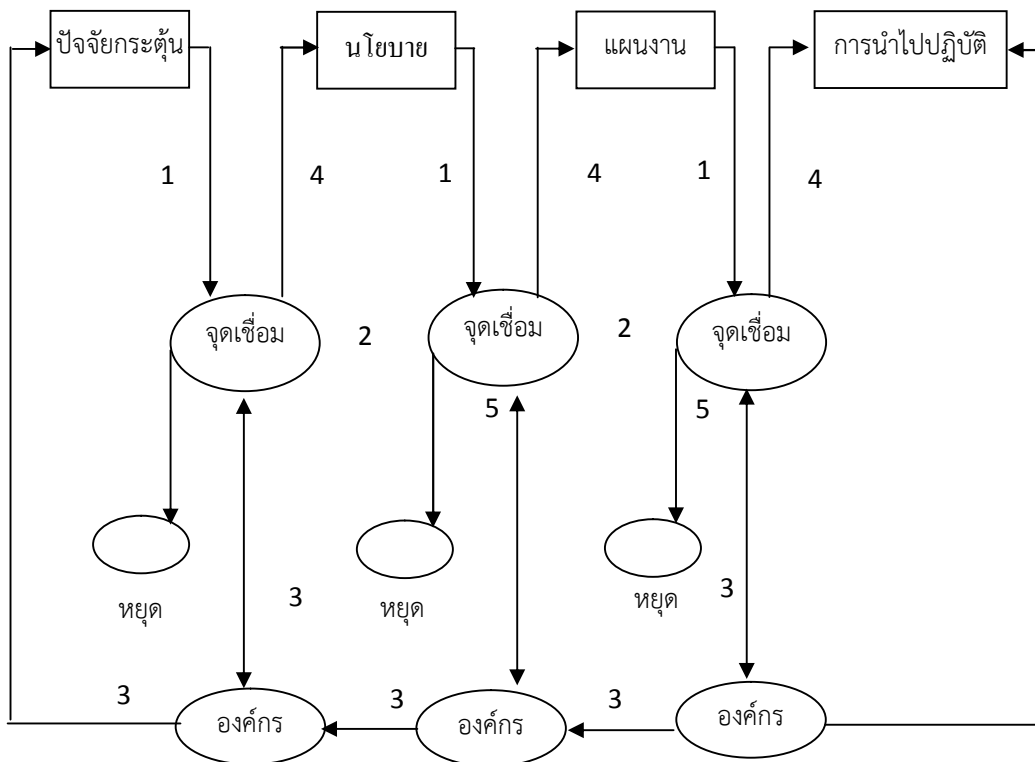 ปัจจัยกระตุ้น นโยบาย แผนงาน การนำไปปฏิบัติ
1 4 1 4 1 4
จุดเชื่อม 2 จุดเชื่อม 2 จุดเชื่อม
5 5
หยุด 3 หยุด หยุด 3
3 3 3
องค์กร องค์กร องค์กร